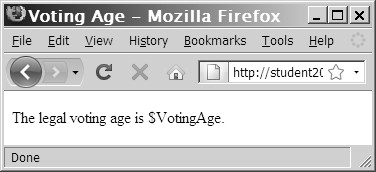 Voting Age - Mozilla Firefox
File Edit View History Bookmarks Tools Help
http://student20
The legal voting age is $VotingAge.
Done